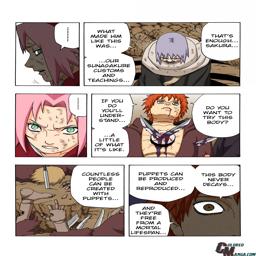 THAT'S
ENOUGH,
SAKURA...
WHAT
MADE HIM
LIKE THIS
WAS...
...OUR
SUNAGAKURE
CUSTOMS
AND
TEACHINGS...
...
DO YOU
WANT TO
TRY THIS
BODY?
IF YOU
DO
YOU'LL
UNDER-
STAND...
...A
LITTLE
OF WHAT
IT'S LIKE.
THIS BODY
NEVER
DECAYS...
PUPPETS CAN
BE PRODUCED
AND
REPRODUCED...
AND
THEY'RE
FREE
FROM A
MORTAL
LIFESPAN...
COUNTLESS
PEOPLE
CAN BE
CREATED
WITH
PUPPETS...
COLORED
MANGA.COM